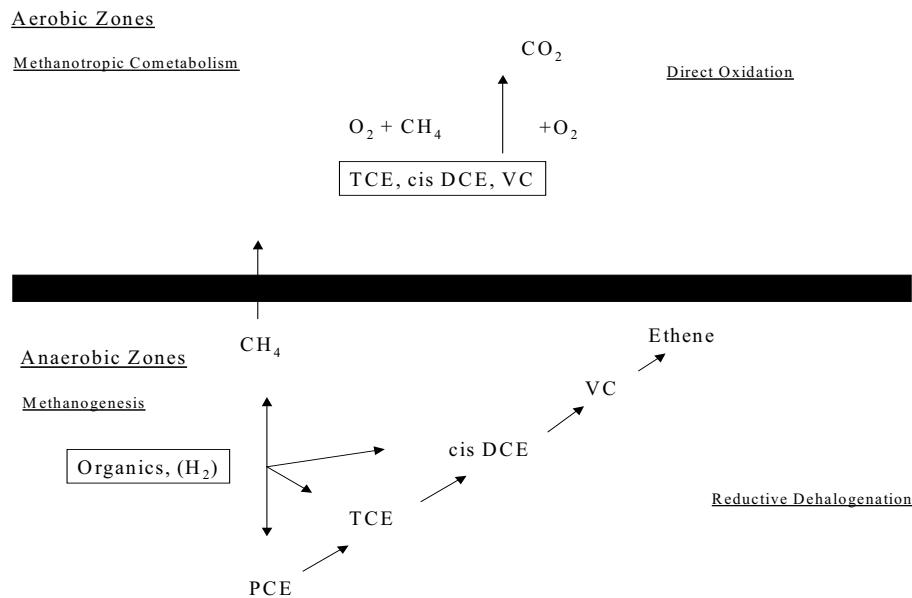 Aerobic Zones
Methanotropic Cometabolism
CO₂
Direct Oxidation
O₂ + CH₄
+O₂
TCE, cis DCE, VC
CH₄
Ethene
Anaerobic Zones
VC
Methanogenesis
cis DCE
Organics, (H₂)
Reductive Dehalogenation
TCE
PCE